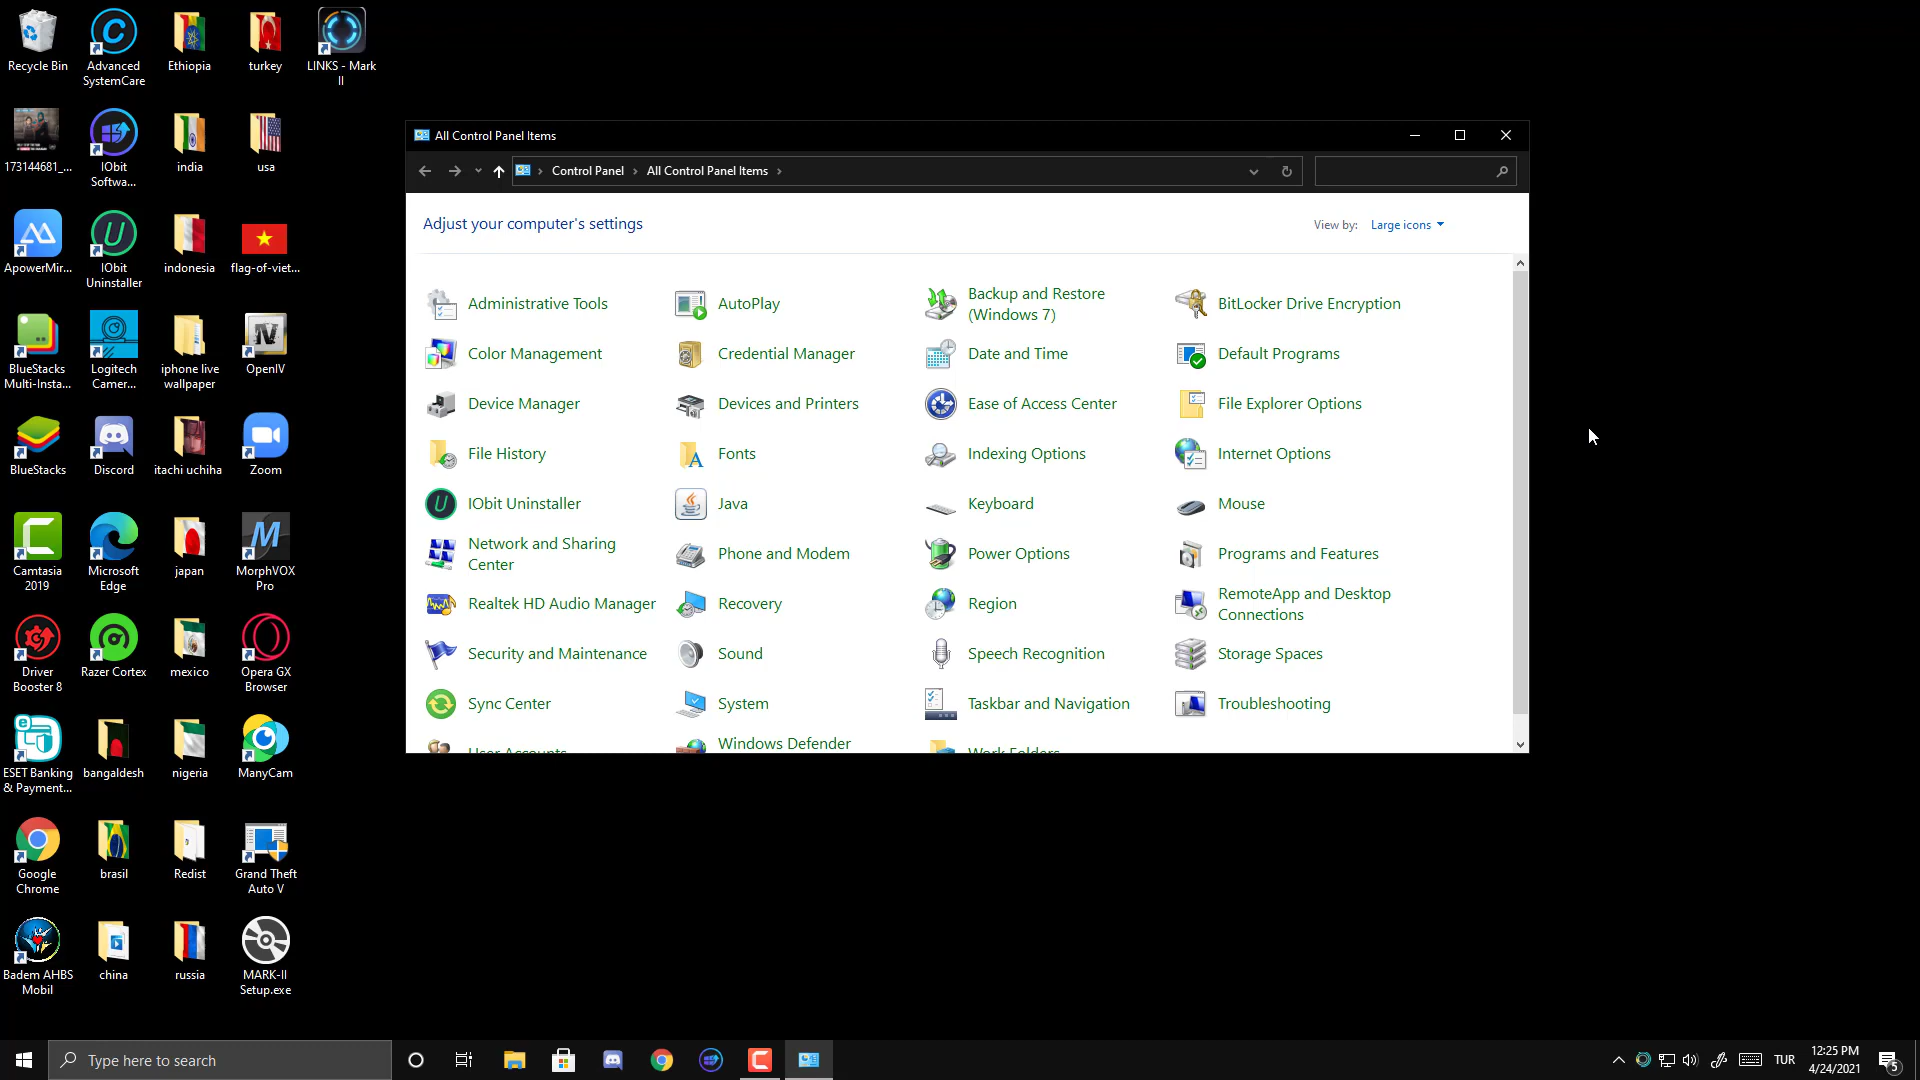 Recycle Bin
Advanced
SystemCare
Ethiopia
turkey
LINKS - Mark
II
173144681_...
IObit
Softwa...
india
usa
ApowerMir...
IObit
Uninstaller
indonesia
flag-of-viet...
BlueStacks
Multi-Insta...
Logitech
Camer...
iphone live
wallpaper
OpenIV
BlueStacks
Discord
itachi uchiha
Zoom
Camtasia
2019
Microsoft
Edge
japan
MorphVOX
Pro
Driver
Booster 8
Razer Cortex
mexico
Opera GX
Browser
ESET Banking
& Payment...
bangaldesh
nigeria
ManyCam
Google
Chrome
brasil
Redist
Grand Theft
Auto V
Badem AHBS
Mobil
china
russia
MARK-II
Setup.exe
All Control Panel Items
Control Panel
All Control Panel Items
Adjust your computer's settings
View by: Large icons
Administrative Tools
AutoPlay
Backup and Restore
(Windows 7)
BitLocker Drive Encryption
Color Management
Credential Manager
Date and Time
Default Programs
Device Manager
Devices and Printers
Ease of Access Center
File Explorer Options
File History
Fonts
Indexing Options
Internet Options
IObit Uninstaller
Java
Keyboard
Mouse
Network and Sharing
Center
Phone and Modem
Power Options
Programs and Features
Realtek HD Audio Manager
Recovery
Region
RemoteApp and Desktop
Connections
Security and Maintenance
Sound
Speech Recognition
Storage Spaces
Sync Center
System
Taskbar and Navigation
Troubleshooting
User Accounts
Windows Defender
Work Folders
Type here to search
TUR
12:25 PM
4/24/2021
5